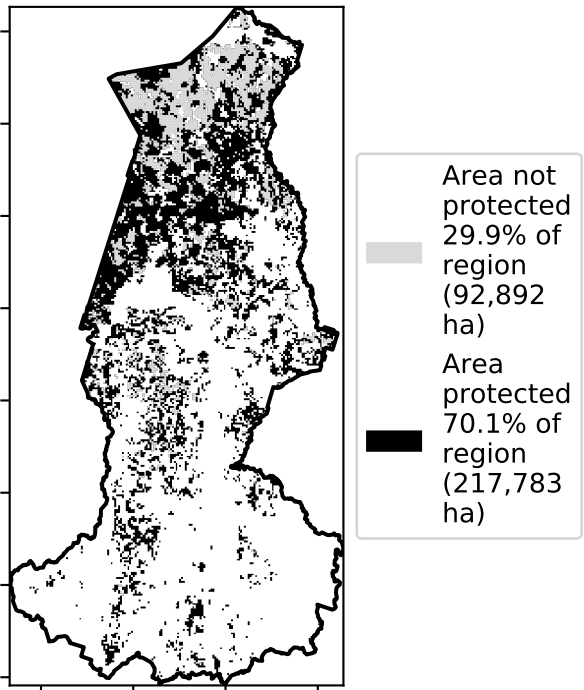 Area not
protected
29.9% of
region
(92,892
ha)
Area
protected
70.1% of
region
(217,783
ha)